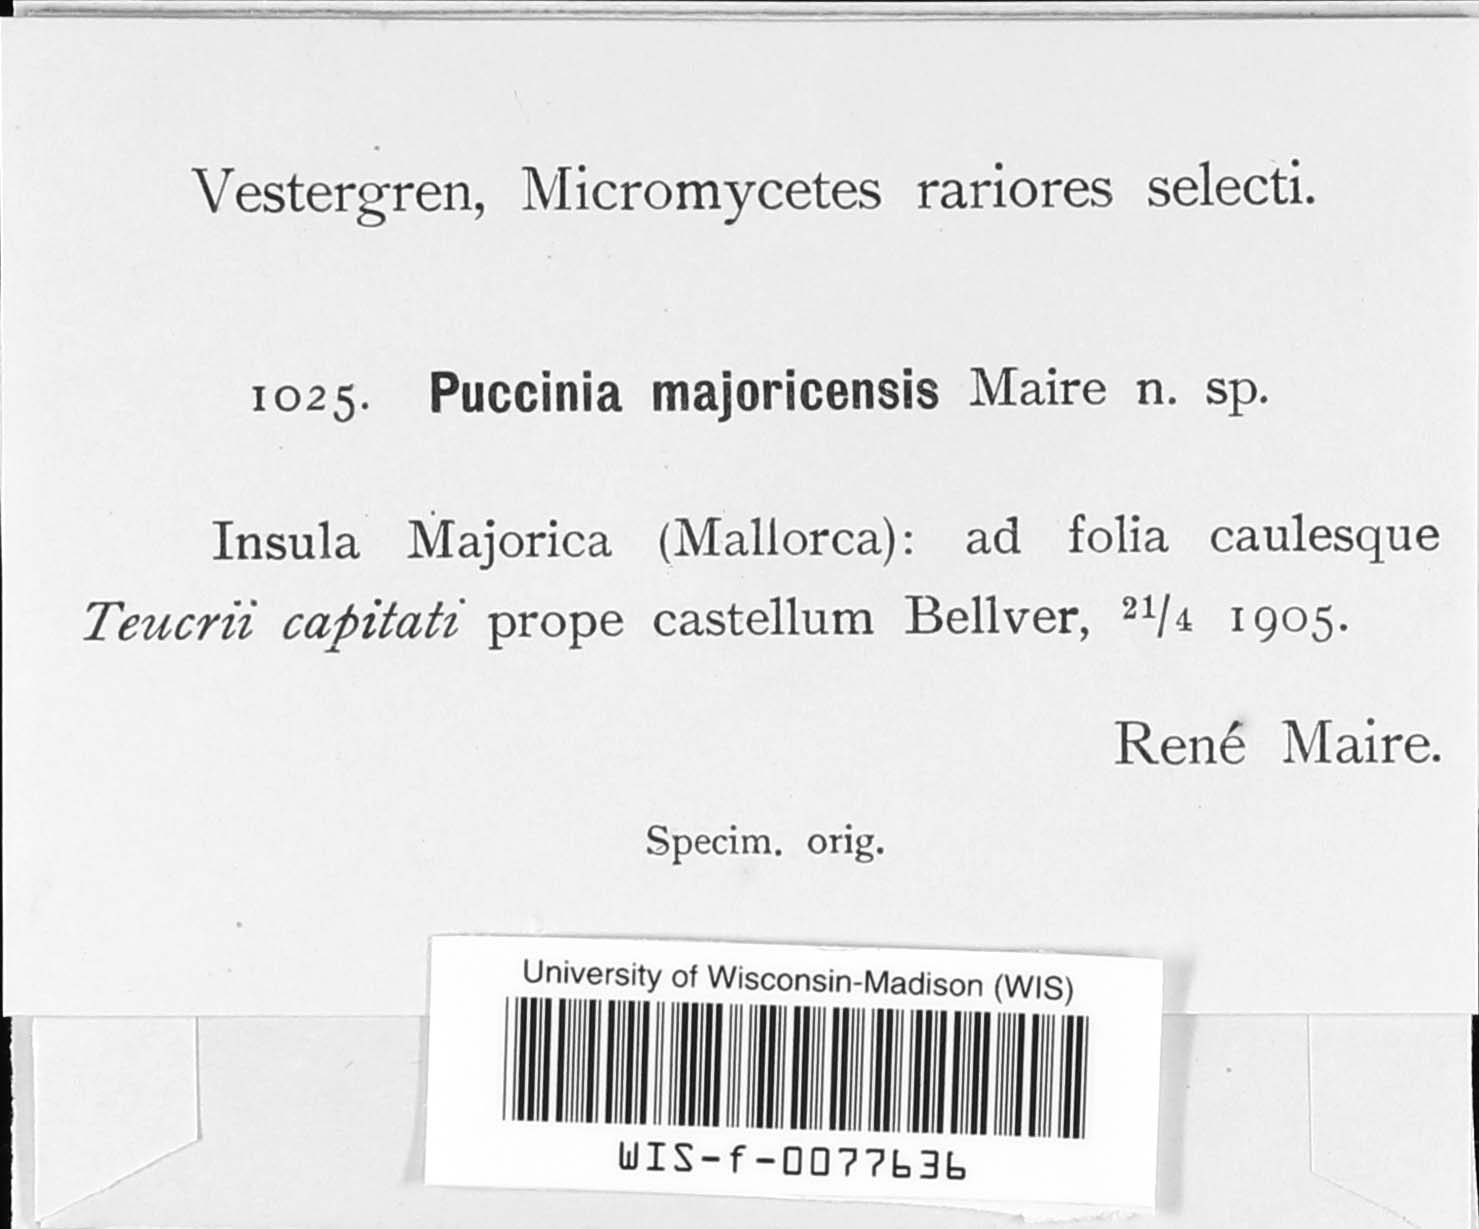 Vestergren, Micromycetes rariores selecti.
1025. Puccinia majoricensis Maire n. sp.
Insula Majorica (Mallorca): ad folia caulesque
Teucrii capitati prope castellum Bellver, 21/4 1905.
René Maire.
Specim. orig.
University of Wisconsin-Madison (WIS)
WIS-f-0077636